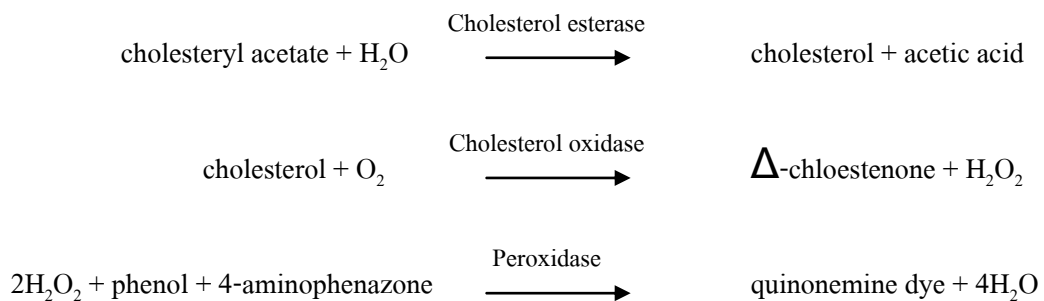 Cholesterol esterase
cholesteryl acetate + H₂O cholesterol + acetic acid
Cholesterol oxidase
cholesterol + O₂ Δ-chloestenone + H₂O₂
Peroxidase
2H₂O₂ + phenol + 4-aminophenazone quinonemine dye + 4H₂O